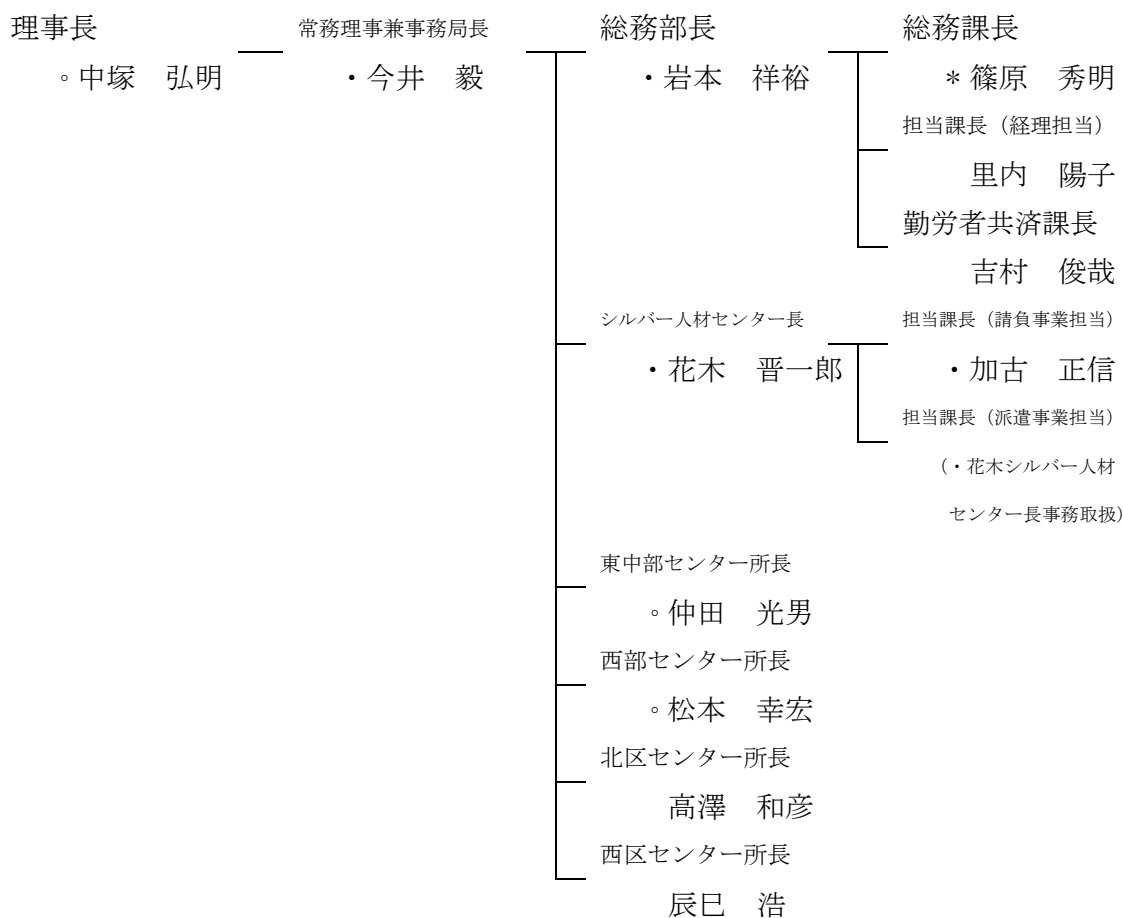 理事長　常務理事兼事務局長　総務部長　総務課長
◦中塚　弘明　・今井　毅　・岩本　祥裕　＊篠原　秀明
担当課長（経理担当）
里内　陽子
勤労者共済課長
吉村　俊哉
シルバー人材センター長　担当課長（請負事業担当）
・花木　晋一郎　・加古　正信
担当課長（派遣事業担当）
（・花木シルバー人材
センター長事務取扱）
東中部センター所長
◦仲田　光男
西部センター所長
◦松本　幸宏
北区センター所長
高澤　和彦
西区センター所長
辰巳　浩